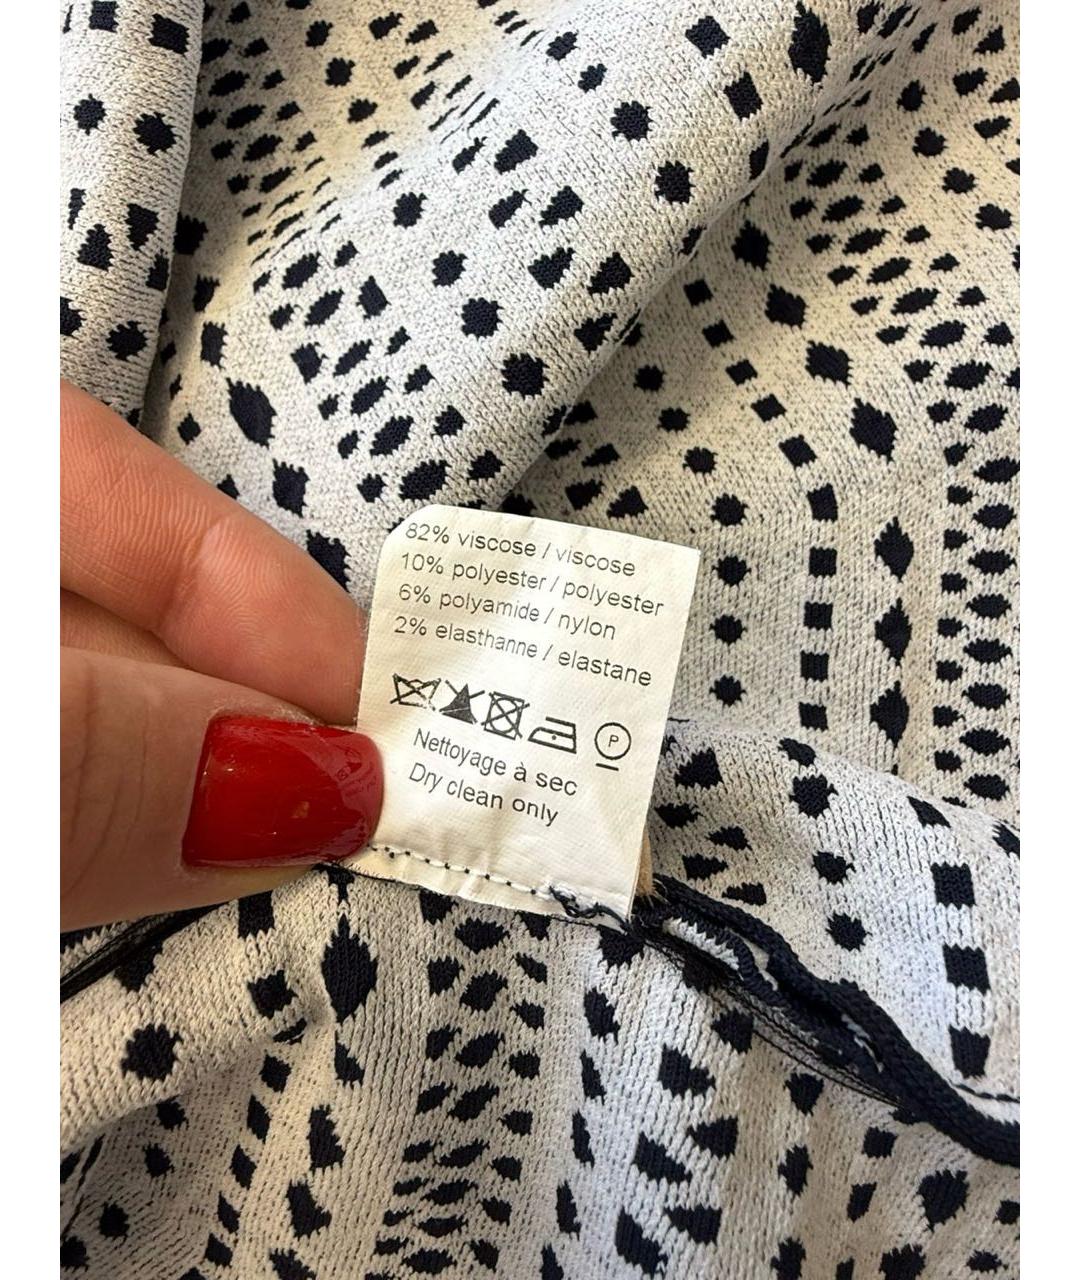 82% viscose / viscose
10% polyester / polyester
6% polyamide / nylon
2% elasthanne / elastane
P
Nettoyage à sec
Dry clean only